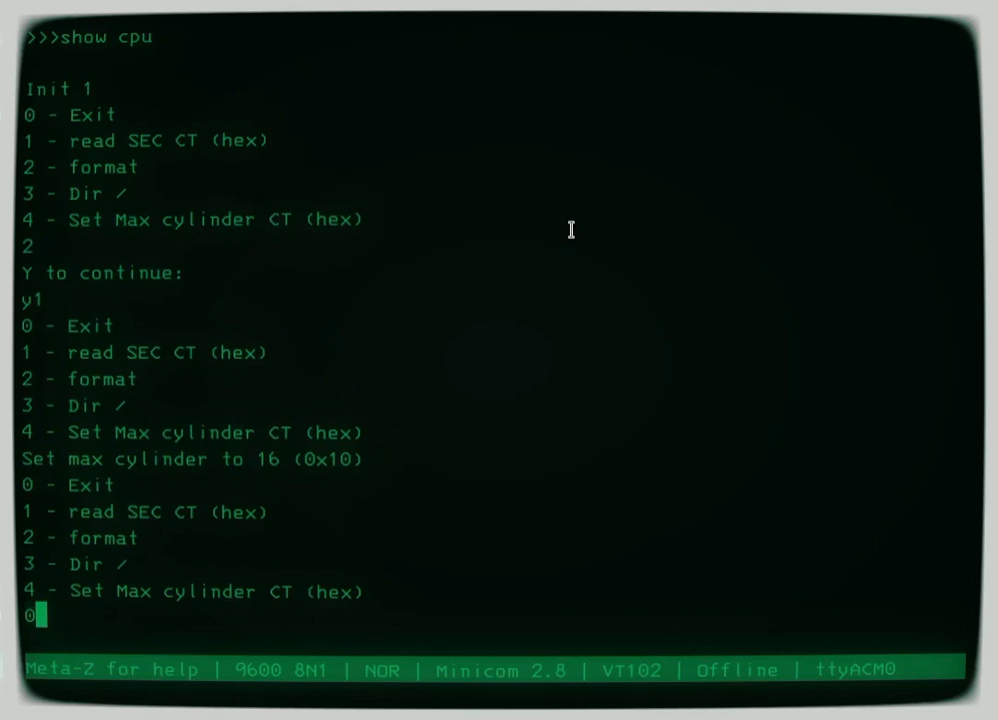 >>>show cpu
Init 1
0 - Exit
1 - read SEC CT (hex)
2 - format
3 - Dir /
4 - Set Max cylinder CT (hex)
2
Y to continue:
y1
0 - Exit
1 - read SEC CT (hex)
2 - format
3 - Dir /
4 - Set Max cylinder CT (hex)
Set max cylinder to 16 (0x10)
0 - Exit
1 - read SEC CT (hex)
2 - format
3 - Dir /
4 - Set Max cylinder CT (hex)
0
Meta-Z for help | 9600 8N1 | NOR | Minicom 2.8 | VT102 | Offline | ttyACM0